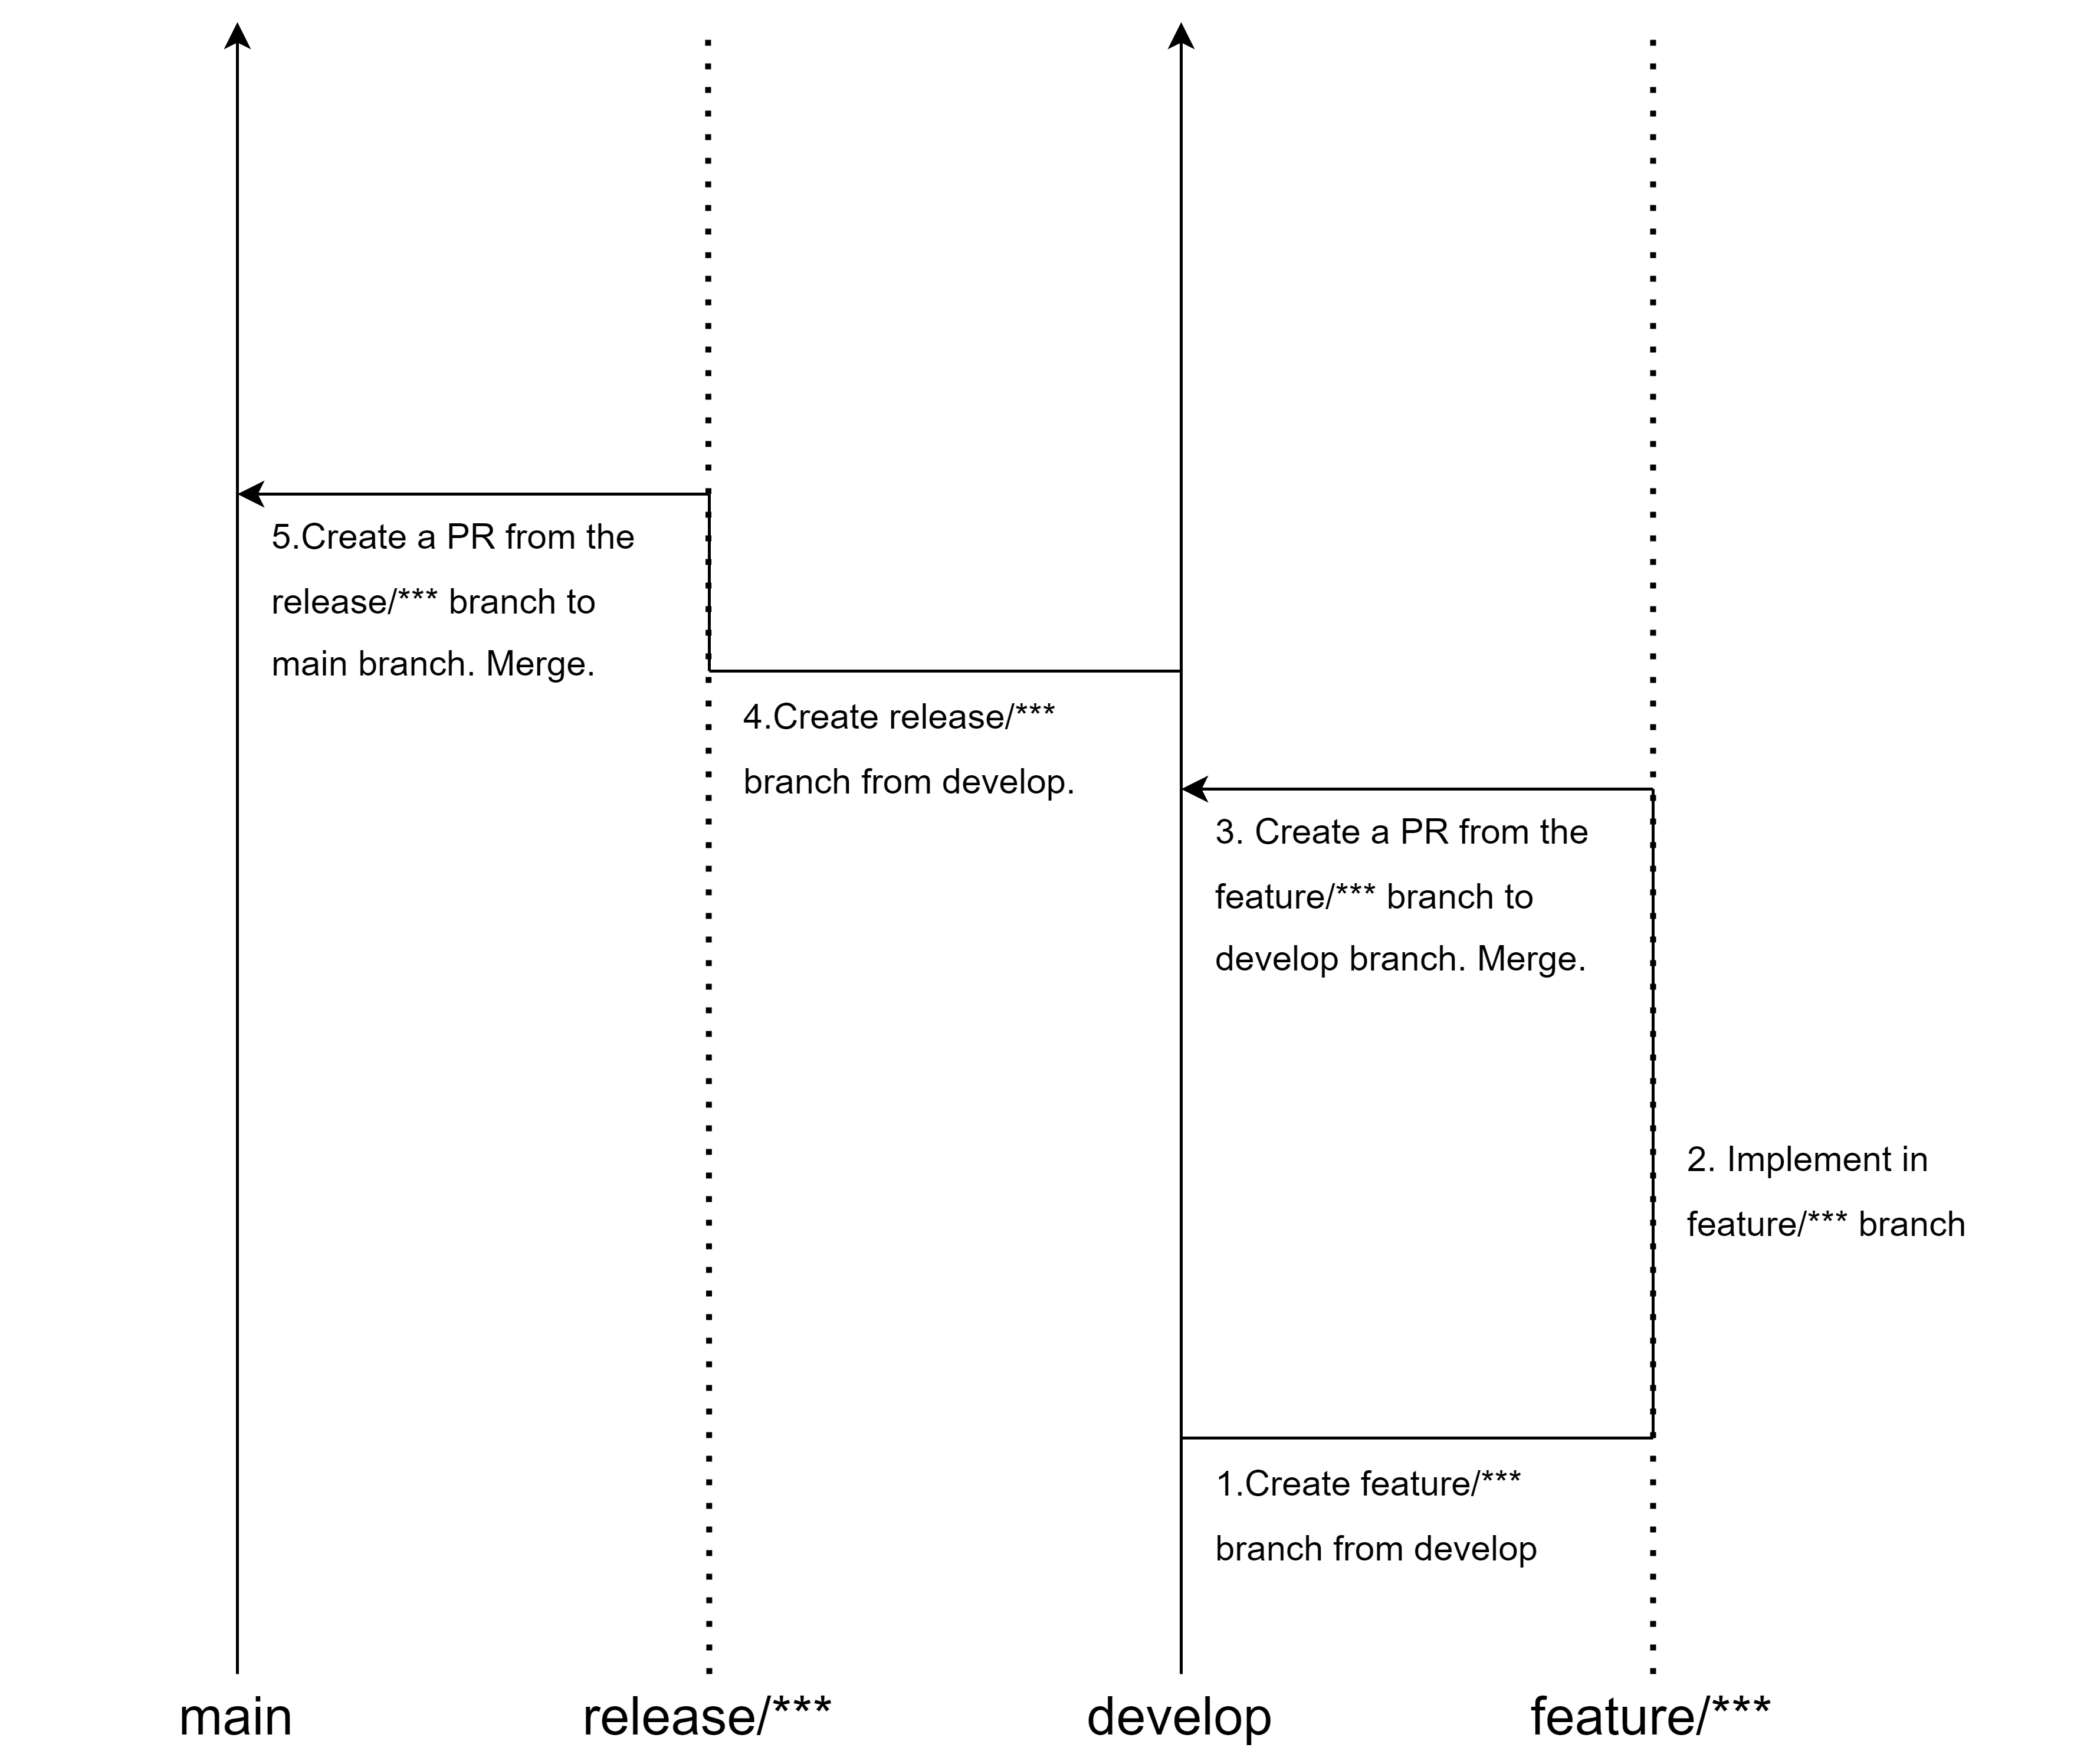 5.Create a PR from the
release/*** branch to
main branch. Merge.
4.Create release/***
branch from develop.
3. Create a PR from the
feature/*** branch to
develop branch. Merge.
2. Implement in
feature/*** branch
1.Create feature/***
branch from develop
main
release/***
develop
feature/***